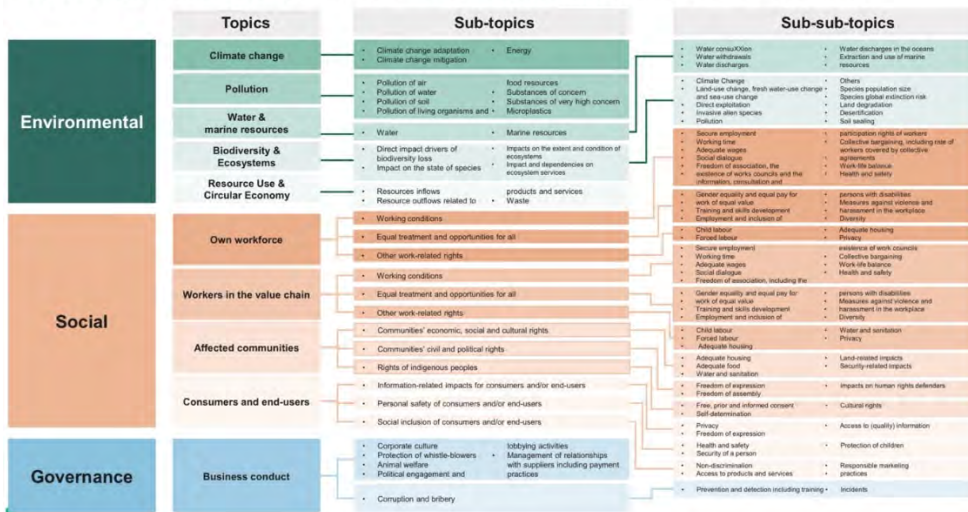 Topics
Sub-topics
Sub-sub-topics
Environmental
Climate change
• Climate change adaptation
• Climate change mitigation
• Energy
Pollution
• Pollution of air
• Pollution of water
• Pollution of soil
• Pollution of living organisms and
food resources
• Substances of concern
• Substances of very high concern
• Microplastics
Water &
marine resources
• Water
• Marine resources
• Water consuXXion
• Water withdrawals
• Water discharges
• Water discharges in the oceans
• Extraction and use of marine
resources
Biodiversity &
Ecosystems
• Direct impact drivers of
biodiversity loss
• Impact on the state of species
• Impacts on the extent and condition of
ecosystems
• Impact and dependencies on
ecosystem services
• Climate Change
• Land-use change, fresh water-use change
and sea-use change
• Direct exploitation
• Invasive alien species
• Pollution
• Others
• Species population size
• Species global extinction risk
• Land degradation
• Desertification
• Soil sealing
Resource Use &
Circular Economy
• Resources inflows
• Resource outflows related to
products and services
• Waste
Social
Own workforce
• Working conditions
• Equal treatment and opportunities for all
• Other work-related rights
• Secure employment
• Working time
• Adequate wages
• Social dialogue
• Freedom of association, the
existence of works councils and the
information, consultation and
participation rights of workers
• Collective bargaining, including rate of
workers covered by collective
agreements
• Work-life balance
• Health and safety
• Gender equality and equal pay for
work of equal value
• Training and skills development
• Employment and inclusion of
persons with disabilities
• Measures against violence and
harassment in the workplace
• Diversity
• Child labour
• Forced labour
• Adequate housing
• Privacy
Workers in the value chain
• Working conditions
• Equal treatment and opportunities for all
• Other work-related rights
• Secure employment
• Working time
• Adequate wages
• Social dialogue
• Freedom of association, including the
existence of work councils
• Collective bargaining
• Work-life balance
• Health and safety
• Gender equality and equal pay for
work of equal value
• Training and skills development
• Employment and inclusion of
persons with disabilities
• Measures against violence and
harassment in the workplace
• Diversity
• Child labour
• Forced labour
• Adequate housing
• Water and sanitation
• Privacy
Affected communities
• Communities' economic, social and cultural rights
• Communities' civil and political rights
• Rights of indigenous peoples
• Adequate housing
• Adequate food
• Water and sanitation
• Land-related impacts
• Security-related impacts
• Freedom of expression
• Freedom of assembly
• Impacts on human rights defenders
• Free, prior and informed consent
• Self-determination
• Cultural rights
Consumers and end-users
• Information-related impacts for consumers and/or end-users
• Personal safety of consumers and/or end-users
• Social inclusion of consumers and/or end-users
• Privacy
• Freedom of expression
• Access to (quality) information
• Health and safety
• Security of a person
• Protection of children
• Non-discrimination
• Access to products and services
• Responsible marketing
practices
Governance
Business conduct
• Corporate culture
• Protection of whistle-blowers
• Animal welfare
• Political engagement and
lobbying activities
• Management of relationships
with suppliers including payment
practices
• Corruption and bribery
• Prevention and detection including training
• Incidents